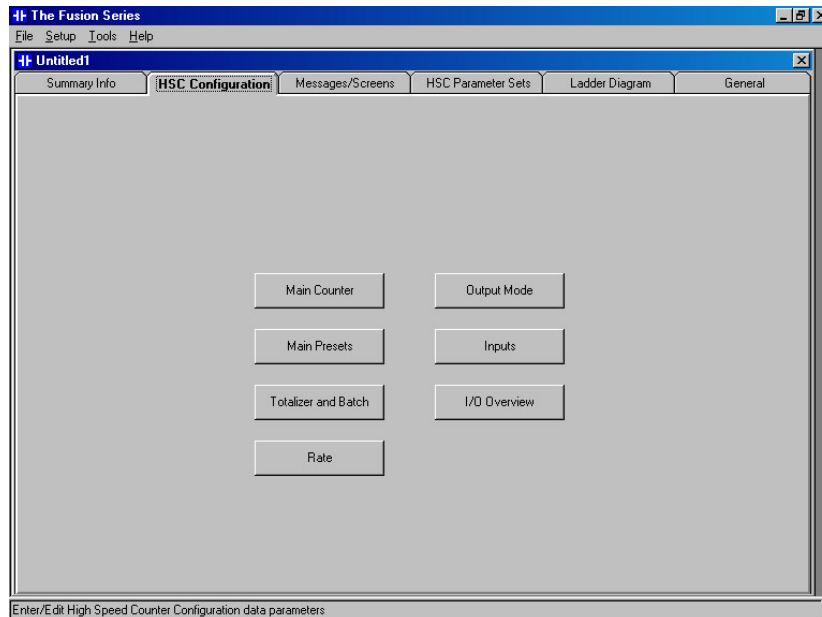 The Fusion Series
File Setup Tools Help
Untitled1
Summary Info HSC Configuration Messages/Screens HSC Parameter Sets Ladder Diagram General
Main Counter Output Mode
Main Presets Inputs
Totalizer and Batch I/O Overview
Rate
Enter/Edit High Speed Counter Configuration data parameters